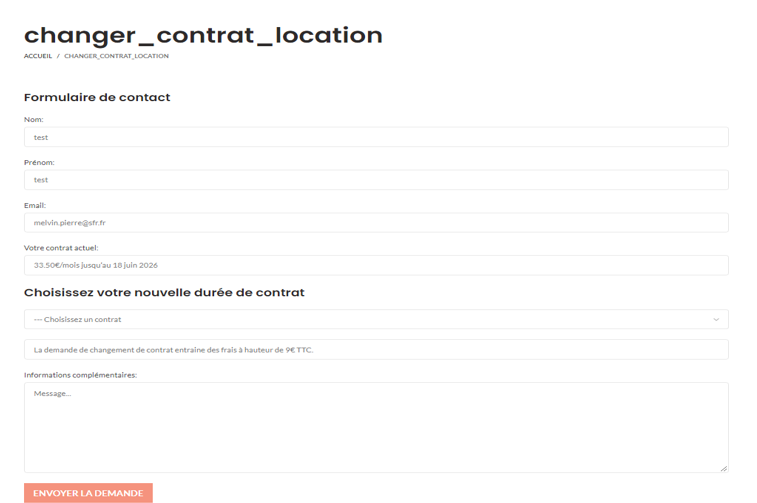 changer_contrat_location
ACCUEIL / CHANGER_CONTRAT_LOCATION
Formulaire de contact
Nom:
test
Prénom:
test
Email:
melvin.pierre@sfr.fr
Votre contrat actuel:
33.50€/mois jusqu'au 18 juin 2026
Choisissez votre nouvelle durée de contrat
--- Choisissez un contrat
La demande de changement de contrat entraine des frais à hauteur de 9€ TTC.
Informations complémentaires:
Message...
ENVOYER LA DEMANDE